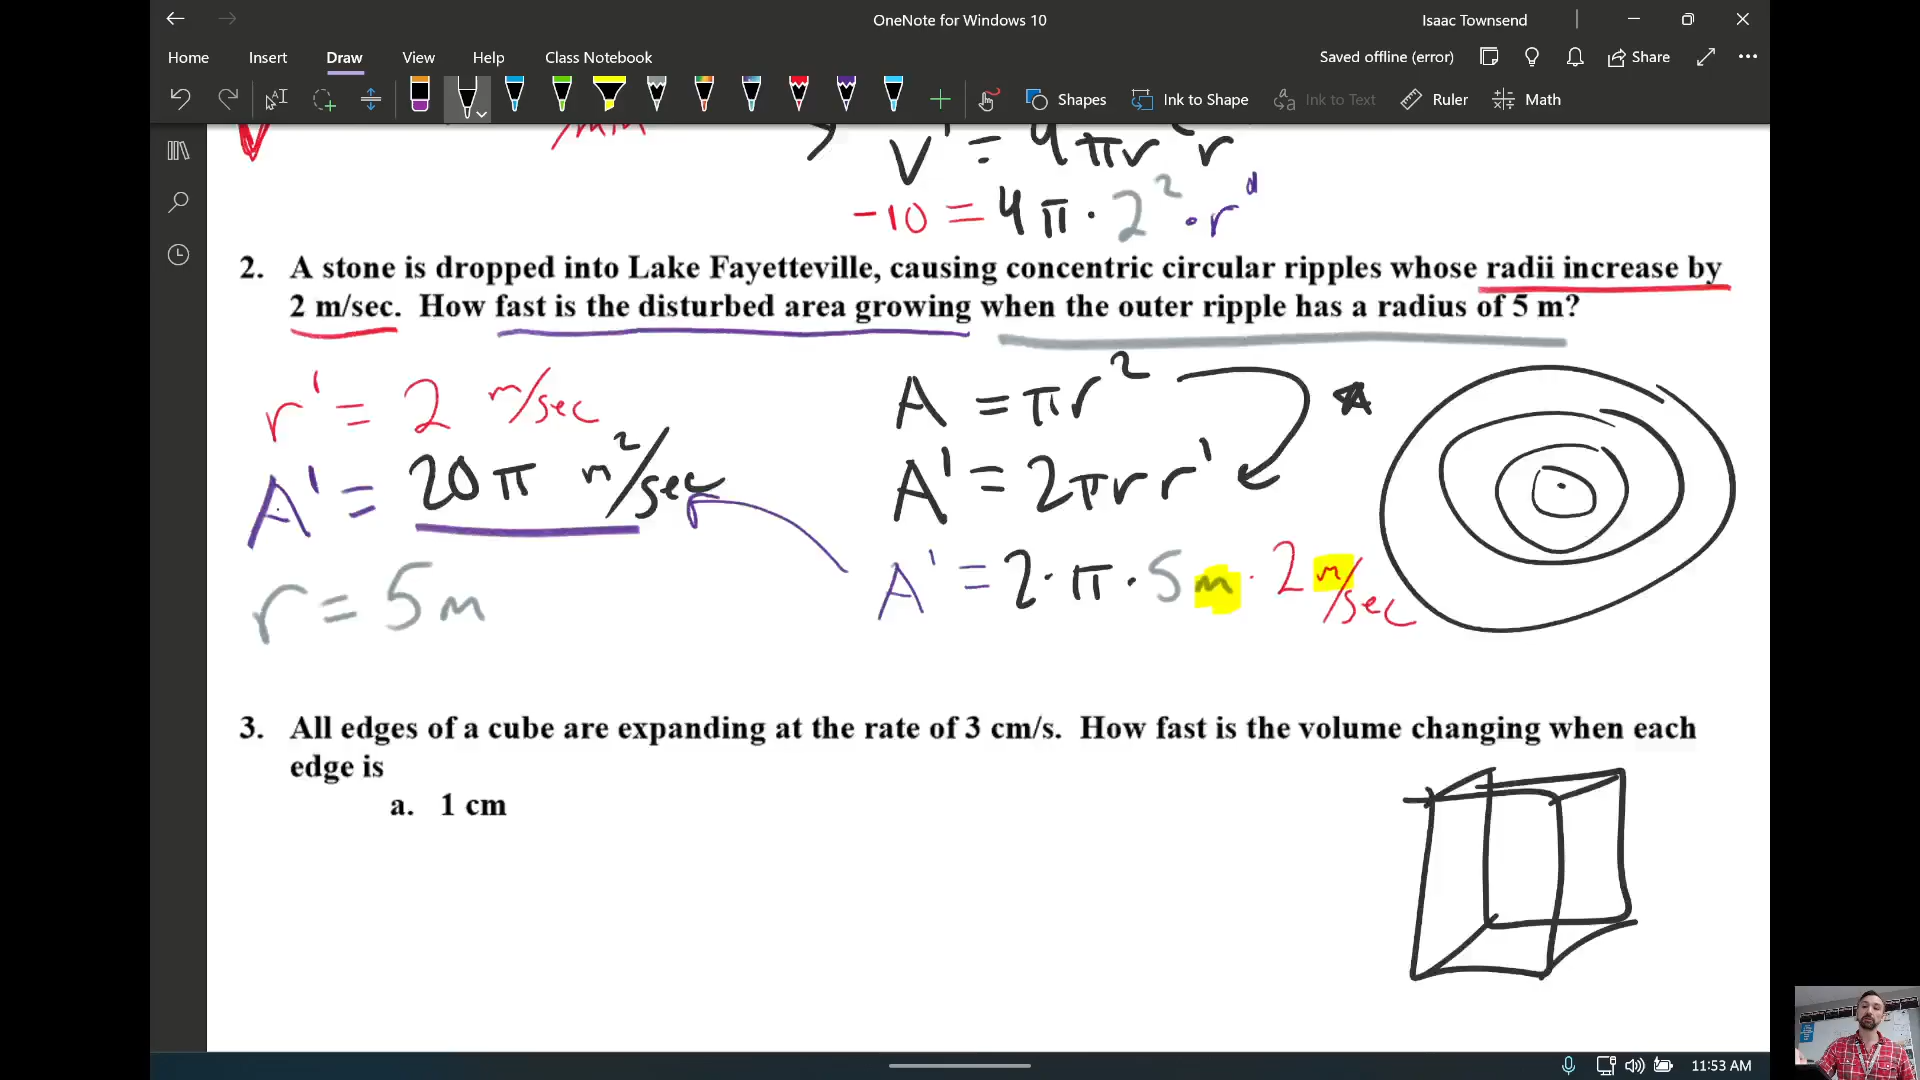 OneNote for Windows 10
Isaac Townsend
Home Insert Draw View Help Class Notebook
Saved offline (error) Share
Shapes Ink to Shape Ink to Text Ruler Math
/min
V' = 4πr² r
-10 = 4π · 2² · r'
2. A stone is dropped into Lake Fayetteville, causing concentric circular ripples whose radii increase by
2 m/sec. How fast is the disturbed area growing when the outer ripple has a radius of 5 m?
r' = 2 m/sec
A' = 20π m²/sec
r = 5m
A = πr²
A' = 2πr r'
A' = 2 · π · 5 m · 2 m/sec
3. All edges of a cube are expanding at the rate of 3 cm/s. How fast is the volume changing when each
edge is
a. 1 cm
11:53 AM